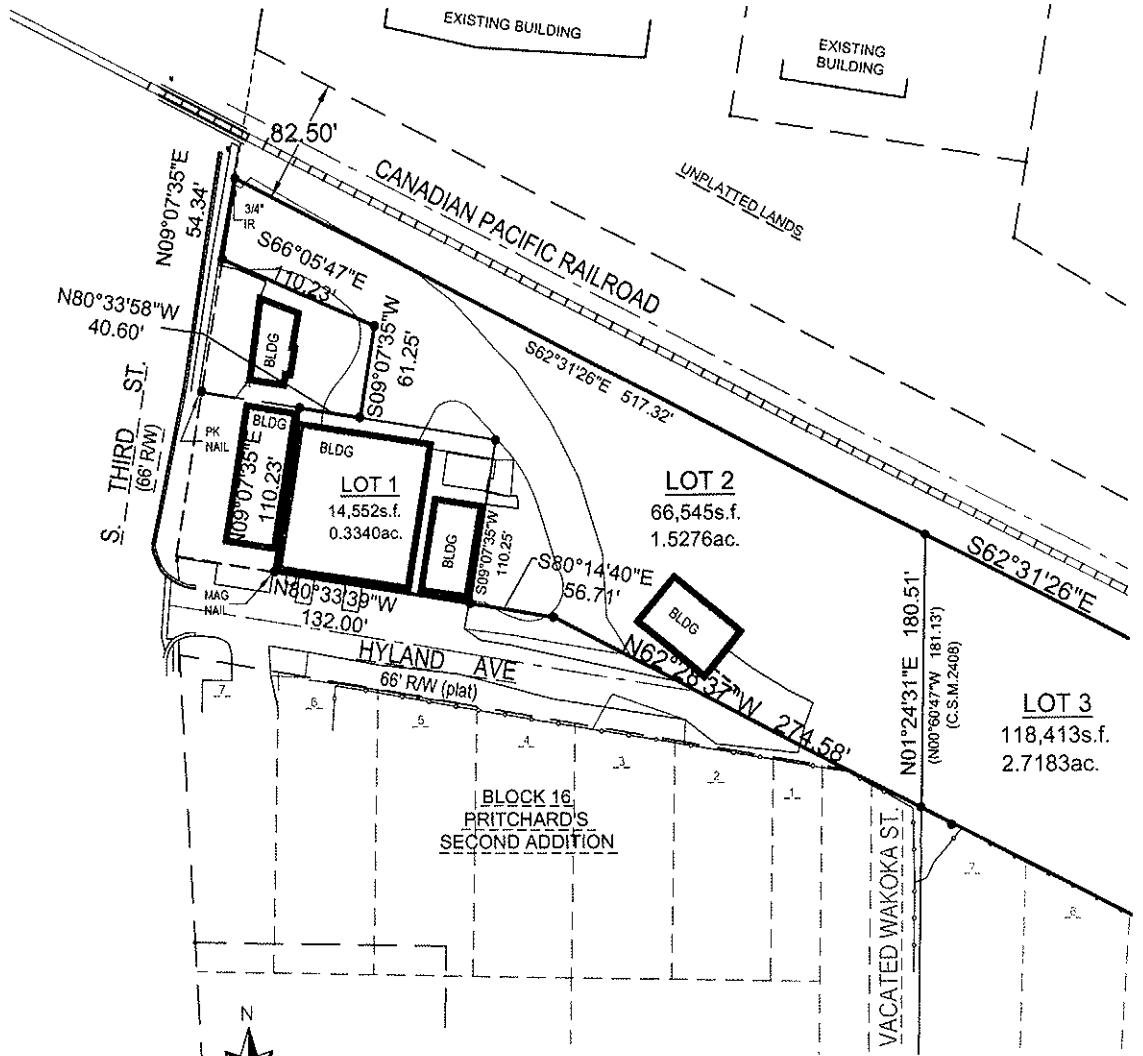 EXISTING BUILDING
EXISTING
BUILDING
82.50'
CANADIAN PACIFIC RAILROAD
UNPLATTED LANDS
N09°07'35"E
54.34'
3/4"
IR
S66°05'47"E
110.23'
N80°33'58"W
40.60'
BLDG
S09°07'35"W
61.25'
S62°31'26"E 517.32'
S. THIRD ST.
(66' R/W)
PK
NAIL
BLDG
N09°07'35"E
110.23'
BLDG
LOT 1
14,552s.f.
0.3340ac.
BLDG
S09°07'35"W
110.25'
LOT 2
66,545s.f.
1.5276ac.
S62°31'26"E
S80°14'40"E
56.71'
MAG
NAIL
N80°33'39"W
132.00'
BLDG
N62°28'37"W 274.58'
N01°24'31"E 180.51'
(N00°60'47"W 181.13')
(C.S.M.2408)
LOT 3
118,413s.f.
2.7183ac.
HYLAND AVE
66' R/W (plat)
7
6
5
4
3
2
1
BLOCK 16
PRITCHARD'S
SECOND ADDITION
VACATED WAKOKA ST.
7
N